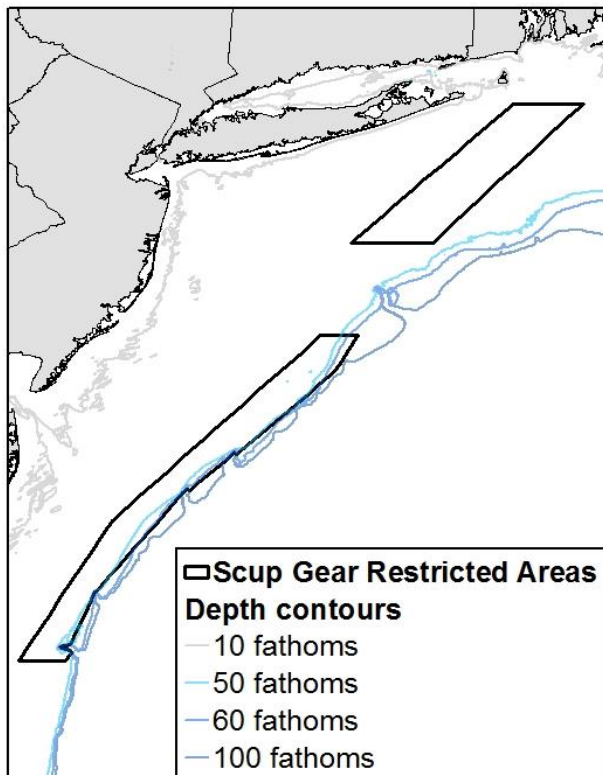 Scup Gear Restricted Areas
Depth contours
10 fathoms
50 fathoms
60 fathoms
100 fathoms